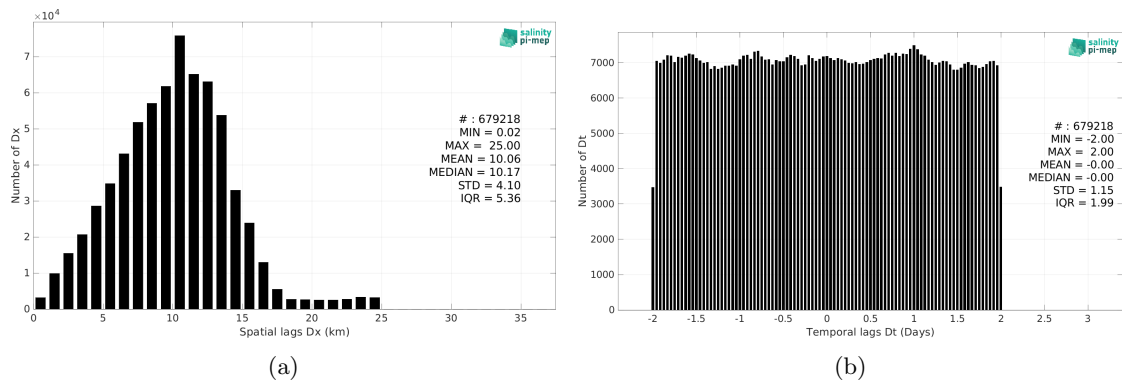 ×10⁴
7
6
5
4
3
2
1
0
Number of Dx
0 5 10 15 20 25 30 35
Spatial lags Dx (km)
salinity
pi-mep
# : 679218
MIN = 0.02
MAX = 25.00
MEAN = 10.06
MEDIAN = 10.17
STD = 4.10
IQR = 5.36
(a)
7000
6000
5000
4000
3000
2000
1000
0
Number of Dt
-2 -1.5 -1 -0.5 0 0.5 1 1.5 2 2.5 3
Temporal lags Dt (Days)
salinity
pi-mep
# : 679218
MIN = -2.00
MAX = 2.00
MEAN = -0.00
MEDIAN = -0.00
STD = 1.15
IQR = 1.99
(b)